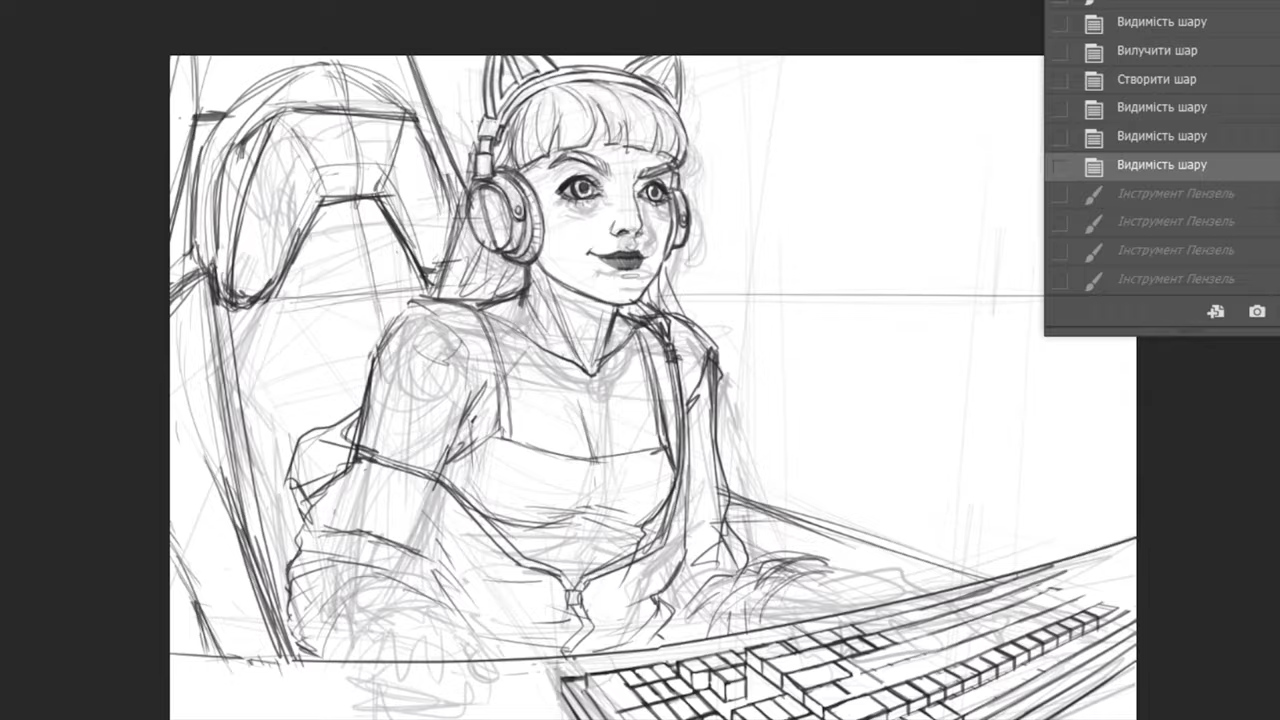 Видимість шару
Вилучити шар
Створити шар
Видимість шару
Видимість шару
Видимість шару
Інструмент Пензель
Інструмент Пензель
Інструмент Пензель
Інструмент Пензель